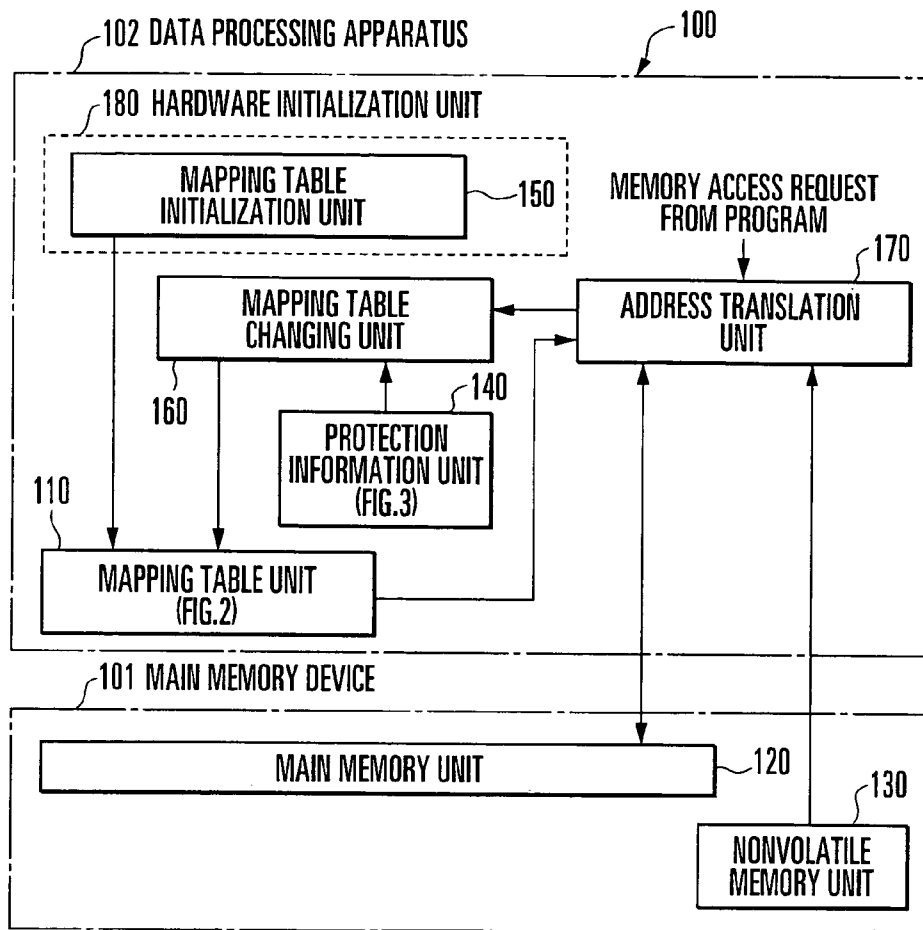 102 DATA PROCESSING APPARATUS
100
180 HARDWARE INITIALIZATION UNIT
MAPPING TABLE
INITIALIZATION UNIT
150
MEMORY ACCESS REQUEST
FROM PROGRAM
170
MAPPING TABLE
CHANGING UNIT
ADDRESS TRANSLATION
UNIT
160
140
PROTECTION
INFORMATION UNIT
(FIG.3)
110
MAPPING TABLE UNIT
(FIG.2)
101 MAIN MEMORY DEVICE
MAIN MEMORY UNIT
120
130
NONVOLATILE
MEMORY UNIT